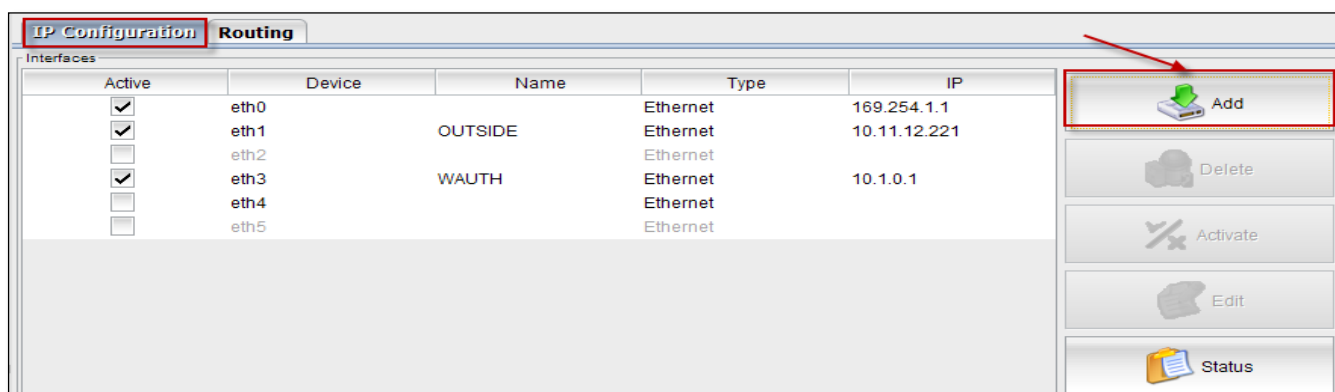 IP Configuration Routing
Interfaces
Active Device Name Type IP
eth0 Ethernet 169.254.1.1
eth1 OUTSIDE Ethernet 10.11.12.221
eth2 Ethernet
eth3 WAUTH Ethernet 10.1.0.1
eth4 Ethernet
eth5 Ethernet
Add
Delete
Activate
Edit
Status